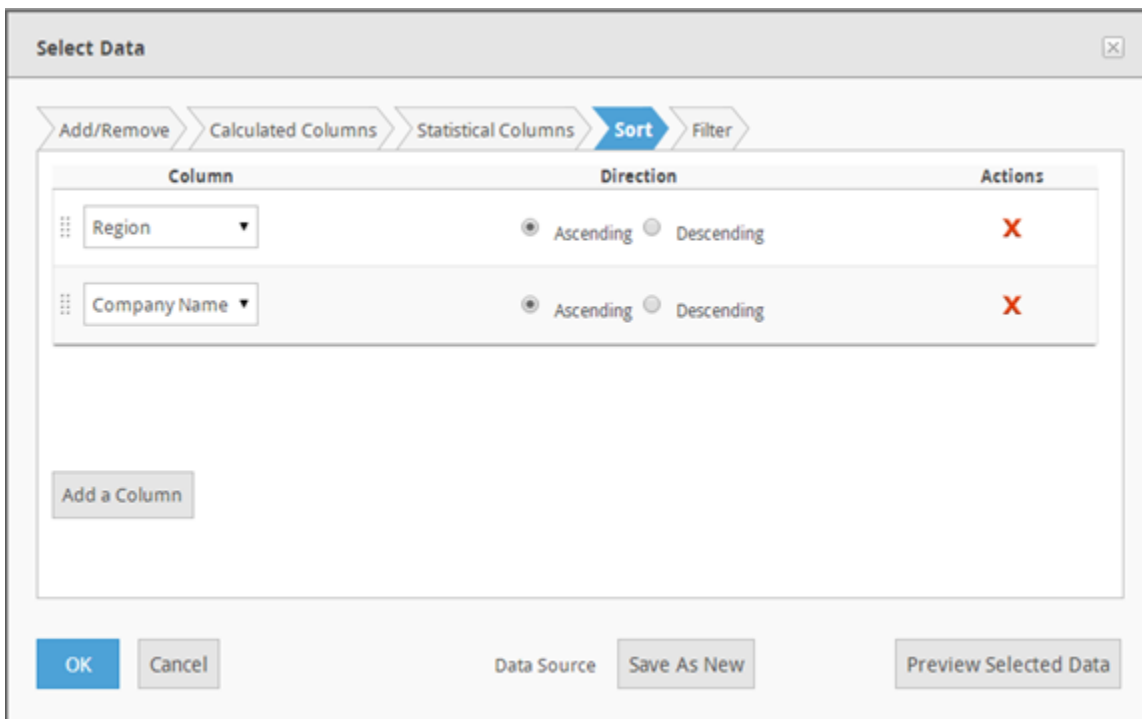 Select Data
Add/Remove Calculated Columns Statistical Columns Sort Filter
Column Direction Actions
Region Ascending Descending X
Company Name Ascending Descending X
Add a Column
OK Cancel Data Source Save As New Preview Selected Data